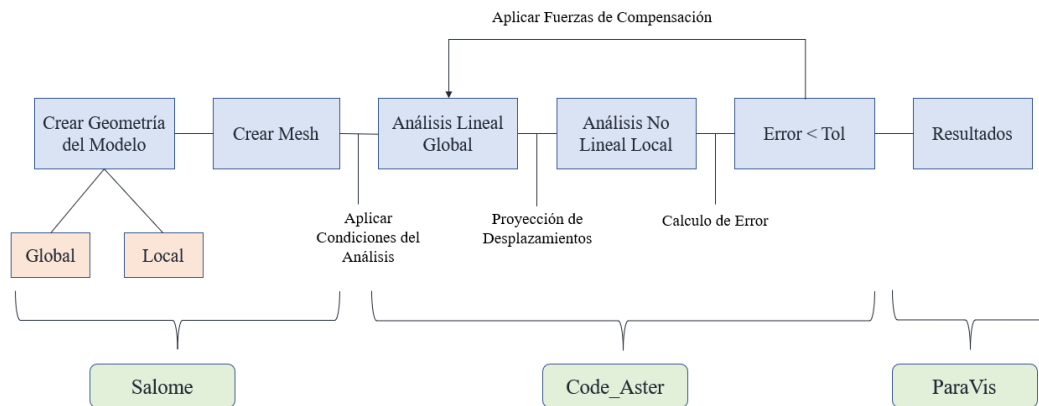 Aplicar Fuerzas de Compensación
Crear Geometría
del Modelo
Crear Mesh
Análisis Lineal
Global
Análisis No
Lineal Local
Error < Tol
Resultados
Global
Local
Aplicar
Condiciones del
Análisis
Proyección de
Desplazamientos
Calculo de Error
Salome
Code_Aster
ParaVis